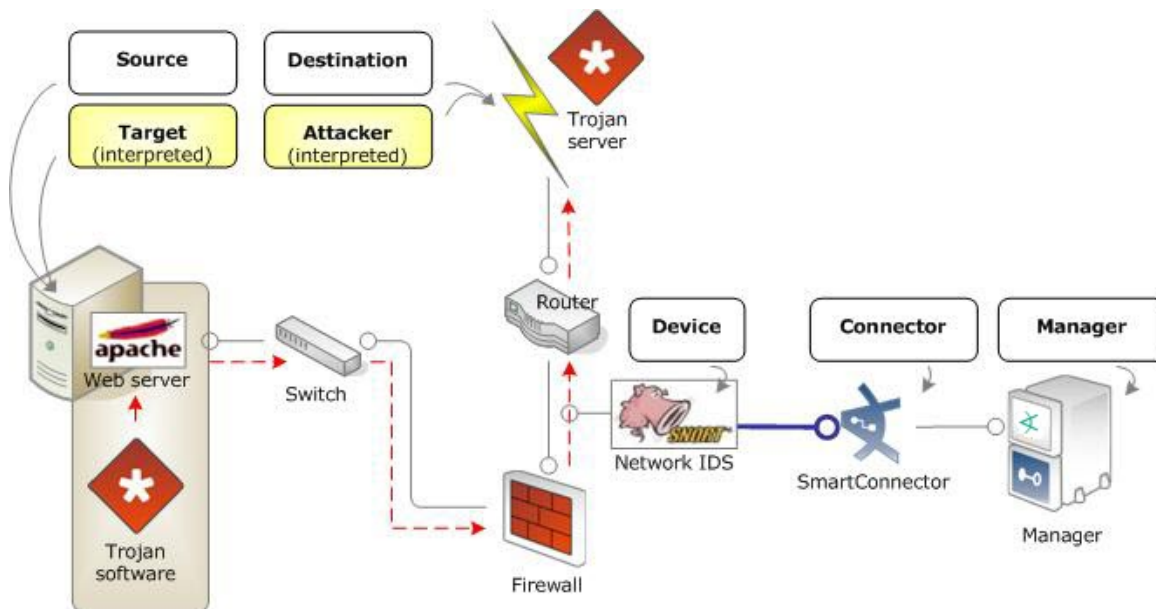 Source
Destination
Target
(interpreted)
Attacker
(interpreted)
Trojan
server
Router
Device
Connector
Manager
apache
Web server
Switch
SNORT
Network IDS
SmartConnector
Manager
Trojan
software
Firewall